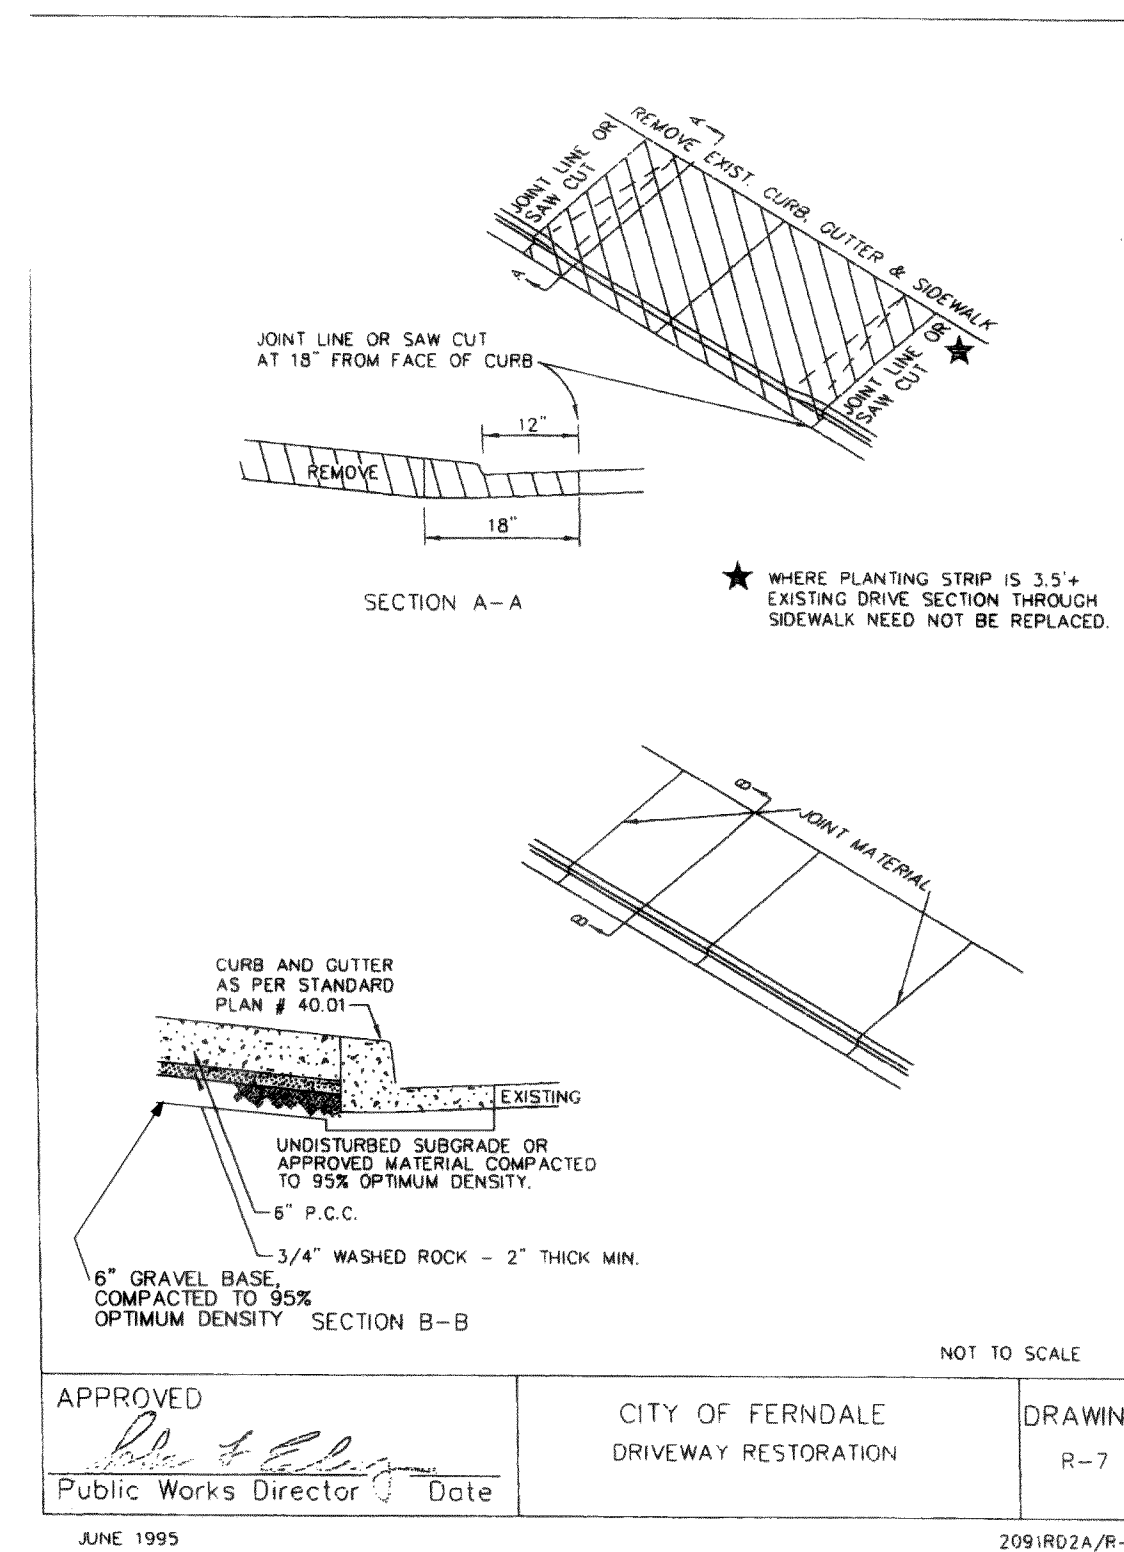 A
REMOVE EXIST. CURB, GUTTER & SIDEWALK
JOINT LINE OR
SAW CUT
A
JOINT LINE OR
SAW CUT
JOINT LINE OR SAW CUT
AT 18" FROM FACE OF CURB
12"
REMOVE
18"
SECTION A-A
WHERE PLANTING STRIP IS 3.5'+
EXISTING DRIVE SECTION THROUGH
SIDEWALK NEED NOT BE REPLACED.
B
JOINT MATERIAL
B
CURB AND GUTTER
AS PER STANDARD
PLAN # 40.01
EXISTING
UNDISTURBED SUBGRADE OR
APPROVED MATERIAL COMPACTED
TO 95% OPTIMUM DENSITY.
6" P.C.C.
3/4" WASHED ROCK - 2" THICK MIN.
6" GRAVEL BASE,
COMPACTED TO 95%
OPTIMUM DENSITY
SECTION B-B
NOT TO SCALE
APPROVED
Public Works Director Date
CITY OF FERNDALE
DRIVEWAY RESTORATION
DRAWIN
R-7
JUNE 1995
2091RD2A/R-